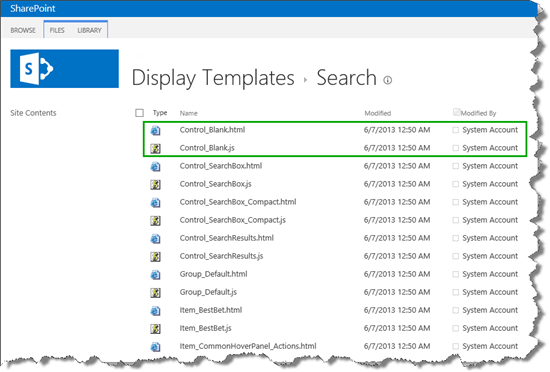 SharePoint
BROWSE FILES LIBRARY
Display Templates ▸ Search
Site Contents
Type Name Modified Modified By
Control_Blank.html 6/7/2013 12:50 AM System Account
Control_Blank.js 6/7/2013 12:50 AM System Account
Control_SearchBox.html 6/7/2013 12:50 AM System Account
Control_SearchBox.js 6/7/2013 12:50 AM System Account
Control_SearchBox_Compact.html 6/7/2013 12:50 AM System Account
Control_SearchBox_Compact.js 6/7/2013 12:50 AM System Account
Control_SearchResults.html 6/7/2013 12:50 AM System Account
Control_SearchResults.js 6/7/2013 12:50 AM System Account
Group_Default.html 6/7/2013 12:50 AM System Account
Group_Default.js 6/7/2013 12:50 AM System Account
Item_BestBet.html 6/7/2013 12:50 AM System Account
Item_BestBet.js 6/7/2013 12:50 AM System Account
Item_CommonHoverPanel_Actions.html 6/7/2013 12:50 AM System Account